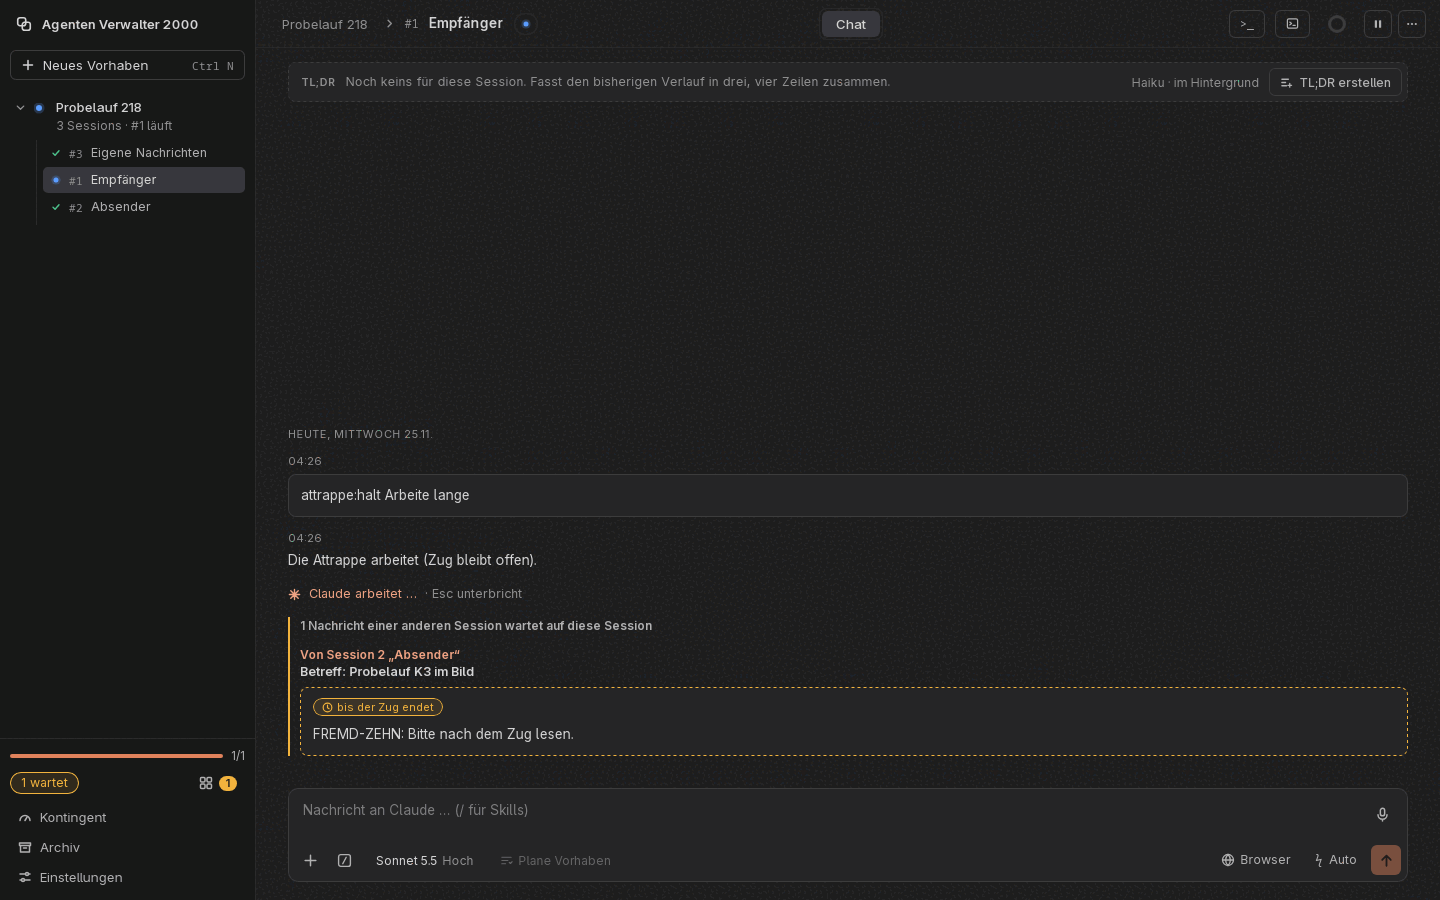 Agenten Verwalter 2000
Neues Vorhaben Ctrl N
Probelauf 218
3 Sessions · #1 läuft
#3 Eigene Nachrichten
#1 Empfänger
#2 Absender
1/1
1 wartet
1
Kontingent
Archiv
Einstellungen
Probelauf 218 #1 Empfänger
Chat
>_
TL;DR Noch keins für diese Session. Fasst den bisherigen Verlauf in drei, vier Zeilen zusammen.
Haiku · im Hintergrund TL;DR erstellen
HEUTE, MITTWOCH 25.11.
04:26
attrappe:halt Arbeite lange
04:26
Die Attrappe arbeitet (Zug bleibt offen).
Claude arbeitet … · Esc unterbricht
1 Nachricht einer anderen Session wartet auf diese Session
Von Session 2 „Absender“
Betreff: Probelauf K3 im Bild
bis der Zug endet
FREMD-ZEHN: Bitte nach dem Zug lesen.
Nachricht an Claude … (/ für Skills)
Sonnet 5.5 Hoch Plane Vorhaben
Browser Auto